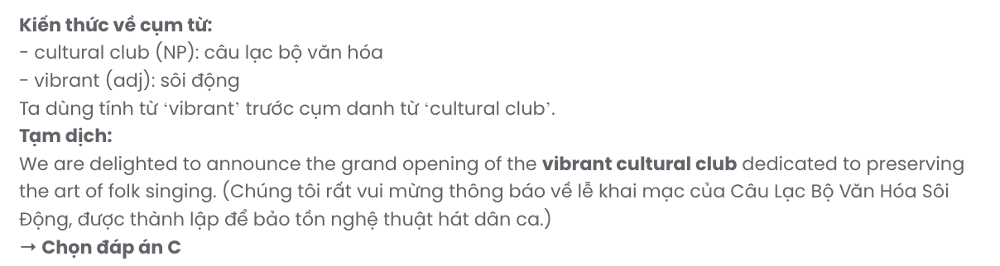 Kiến thức về cụm từ:
- cultural club (NP): câu lạc bộ văn hóa
- vibrant (adj): sôi động
Ta dùng tính từ ‘vibrant’ trước cụm danh từ ‘cultural club’.
Tạm dịch:
We are delighted to announce the grand opening of the vibrant cultural club dedicated to preserving
the art of folk singing. (Chúng tôi rất vui mừng thông báo về lễ khai mạc của Câu Lạc Bộ Văn Hóa Sôi
Động, được thành lập để bảo tồn nghệ thuật hát dân ca.)
→ Chọn đáp án C